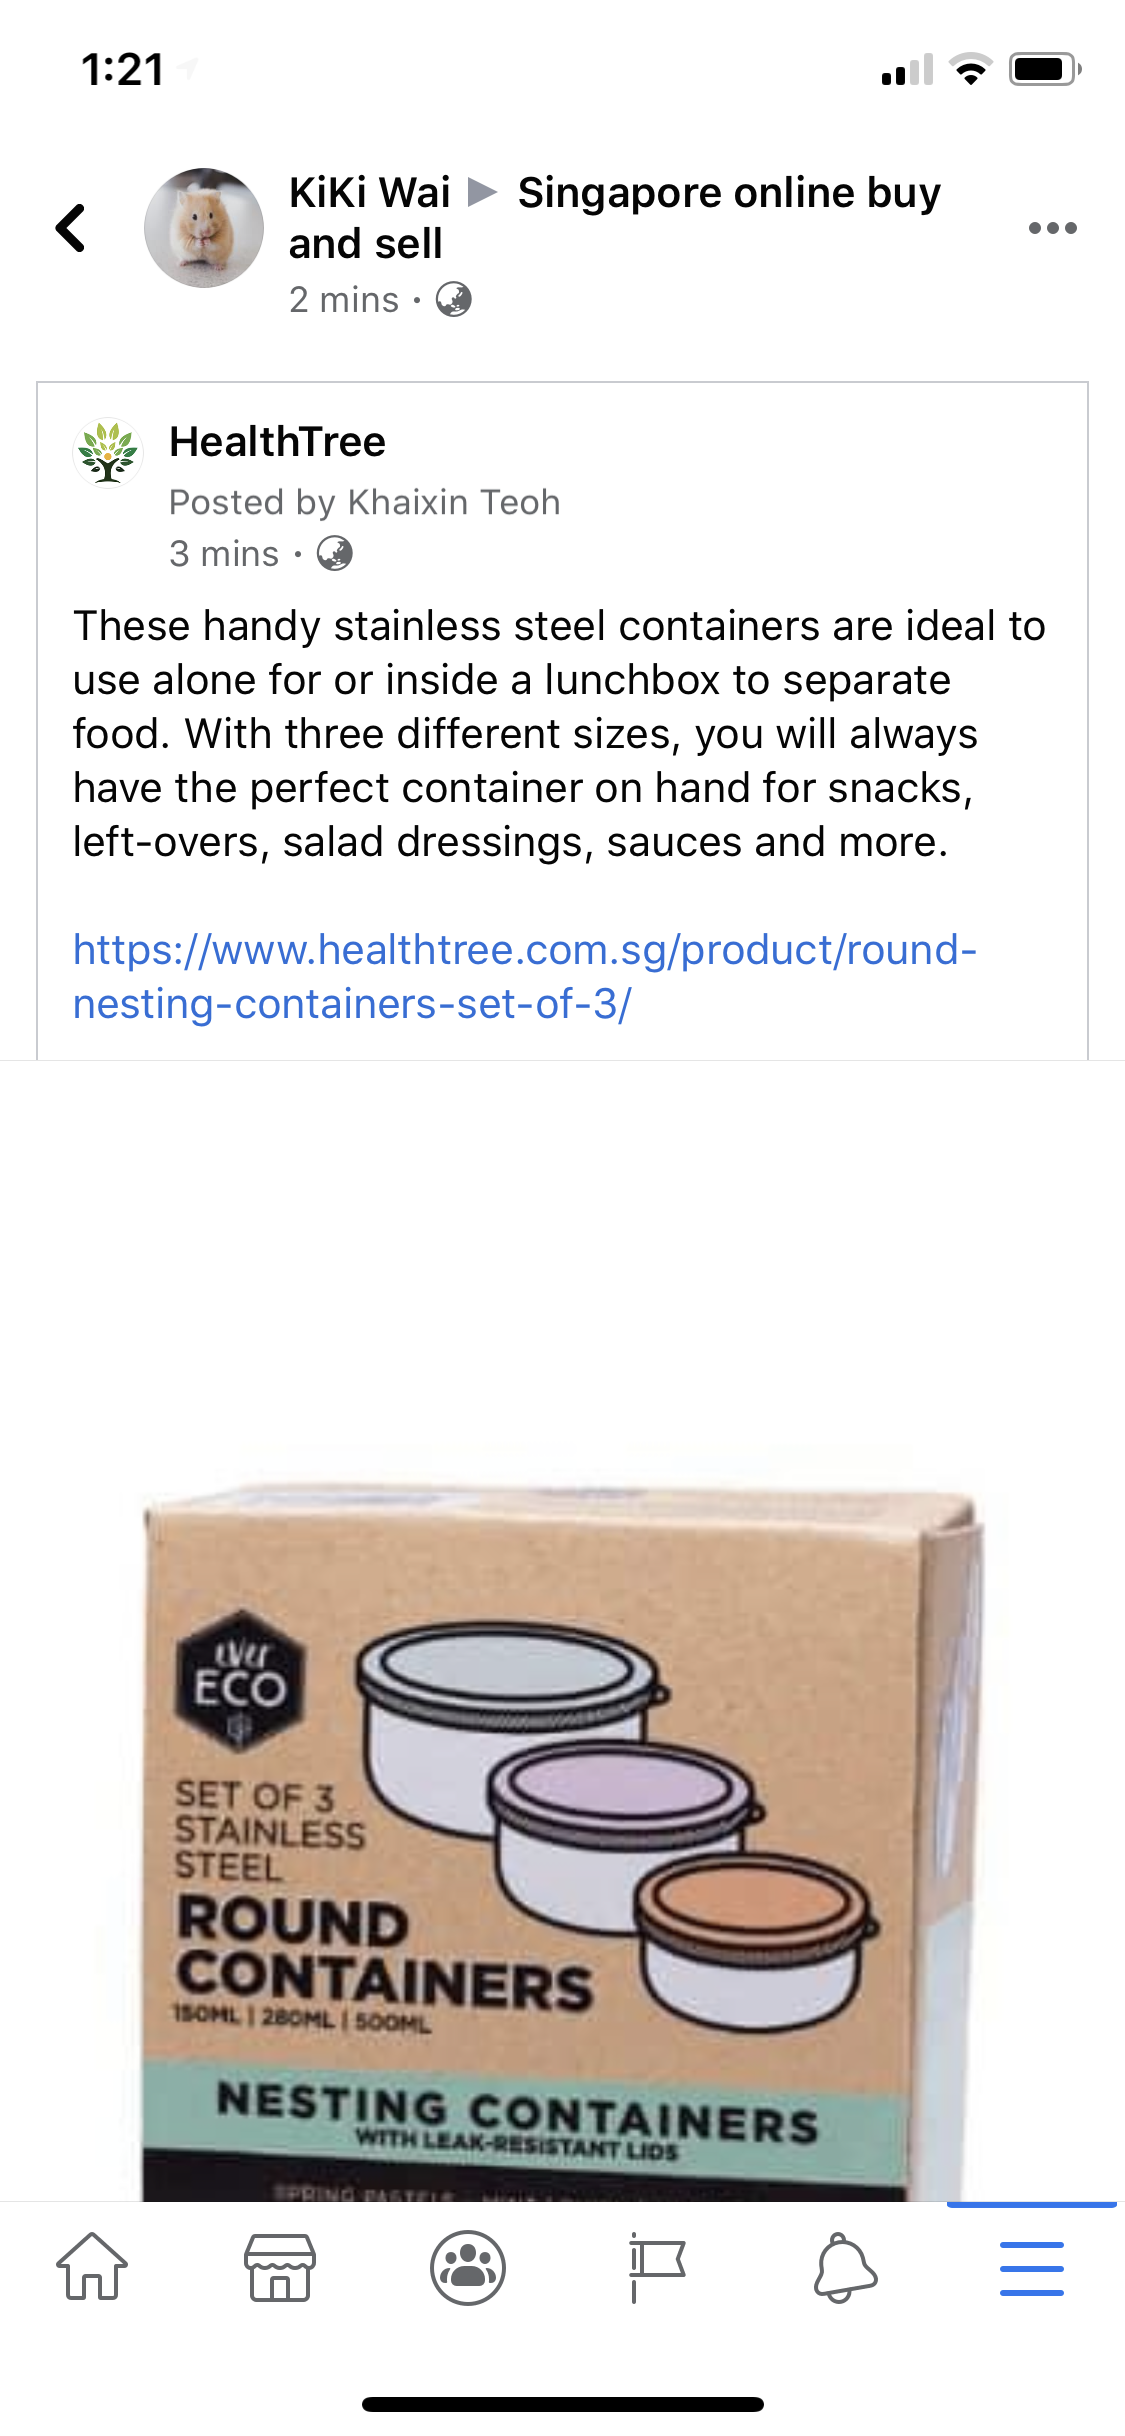 1:21
KiKi Wai ▶ Singapore online buy
and sell
2 mins ·
HealthTree
Posted by Khaixin Teoh
3 mins ·
These handy stainless steel containers are ideal to
use alone for or inside a lunchbox to separate
food. With three different sizes, you will always
have the perfect container on hand for snacks,
left-overs, salad dressings, sauces and more.
https://www.healthtree.com.sg/product/round-
nesting-containers-set-of-3/
ever
ECO
SET OF 3
STAINLESS
STEEL
ROUND
CONTAINERS
150ML | 280ML | 500ML
NESTING CONTAINERS
WITH LEAK-RESISTANT LIDS
SPRING PASTELS